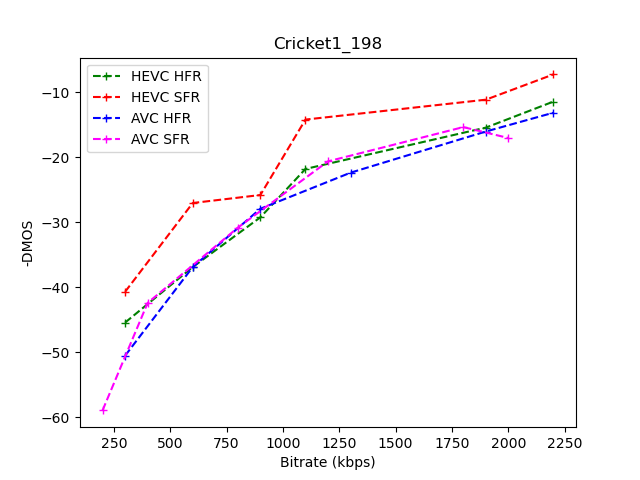 Cricket1_198
HEVC HFR
HEVC SFR
AVC HFR
AVC SFR
−10
−20
−30
−40
−50
−60
-DMOS
250 500 750 1000 1250 1500 1750 2000 2250
Bitrate (kbps)